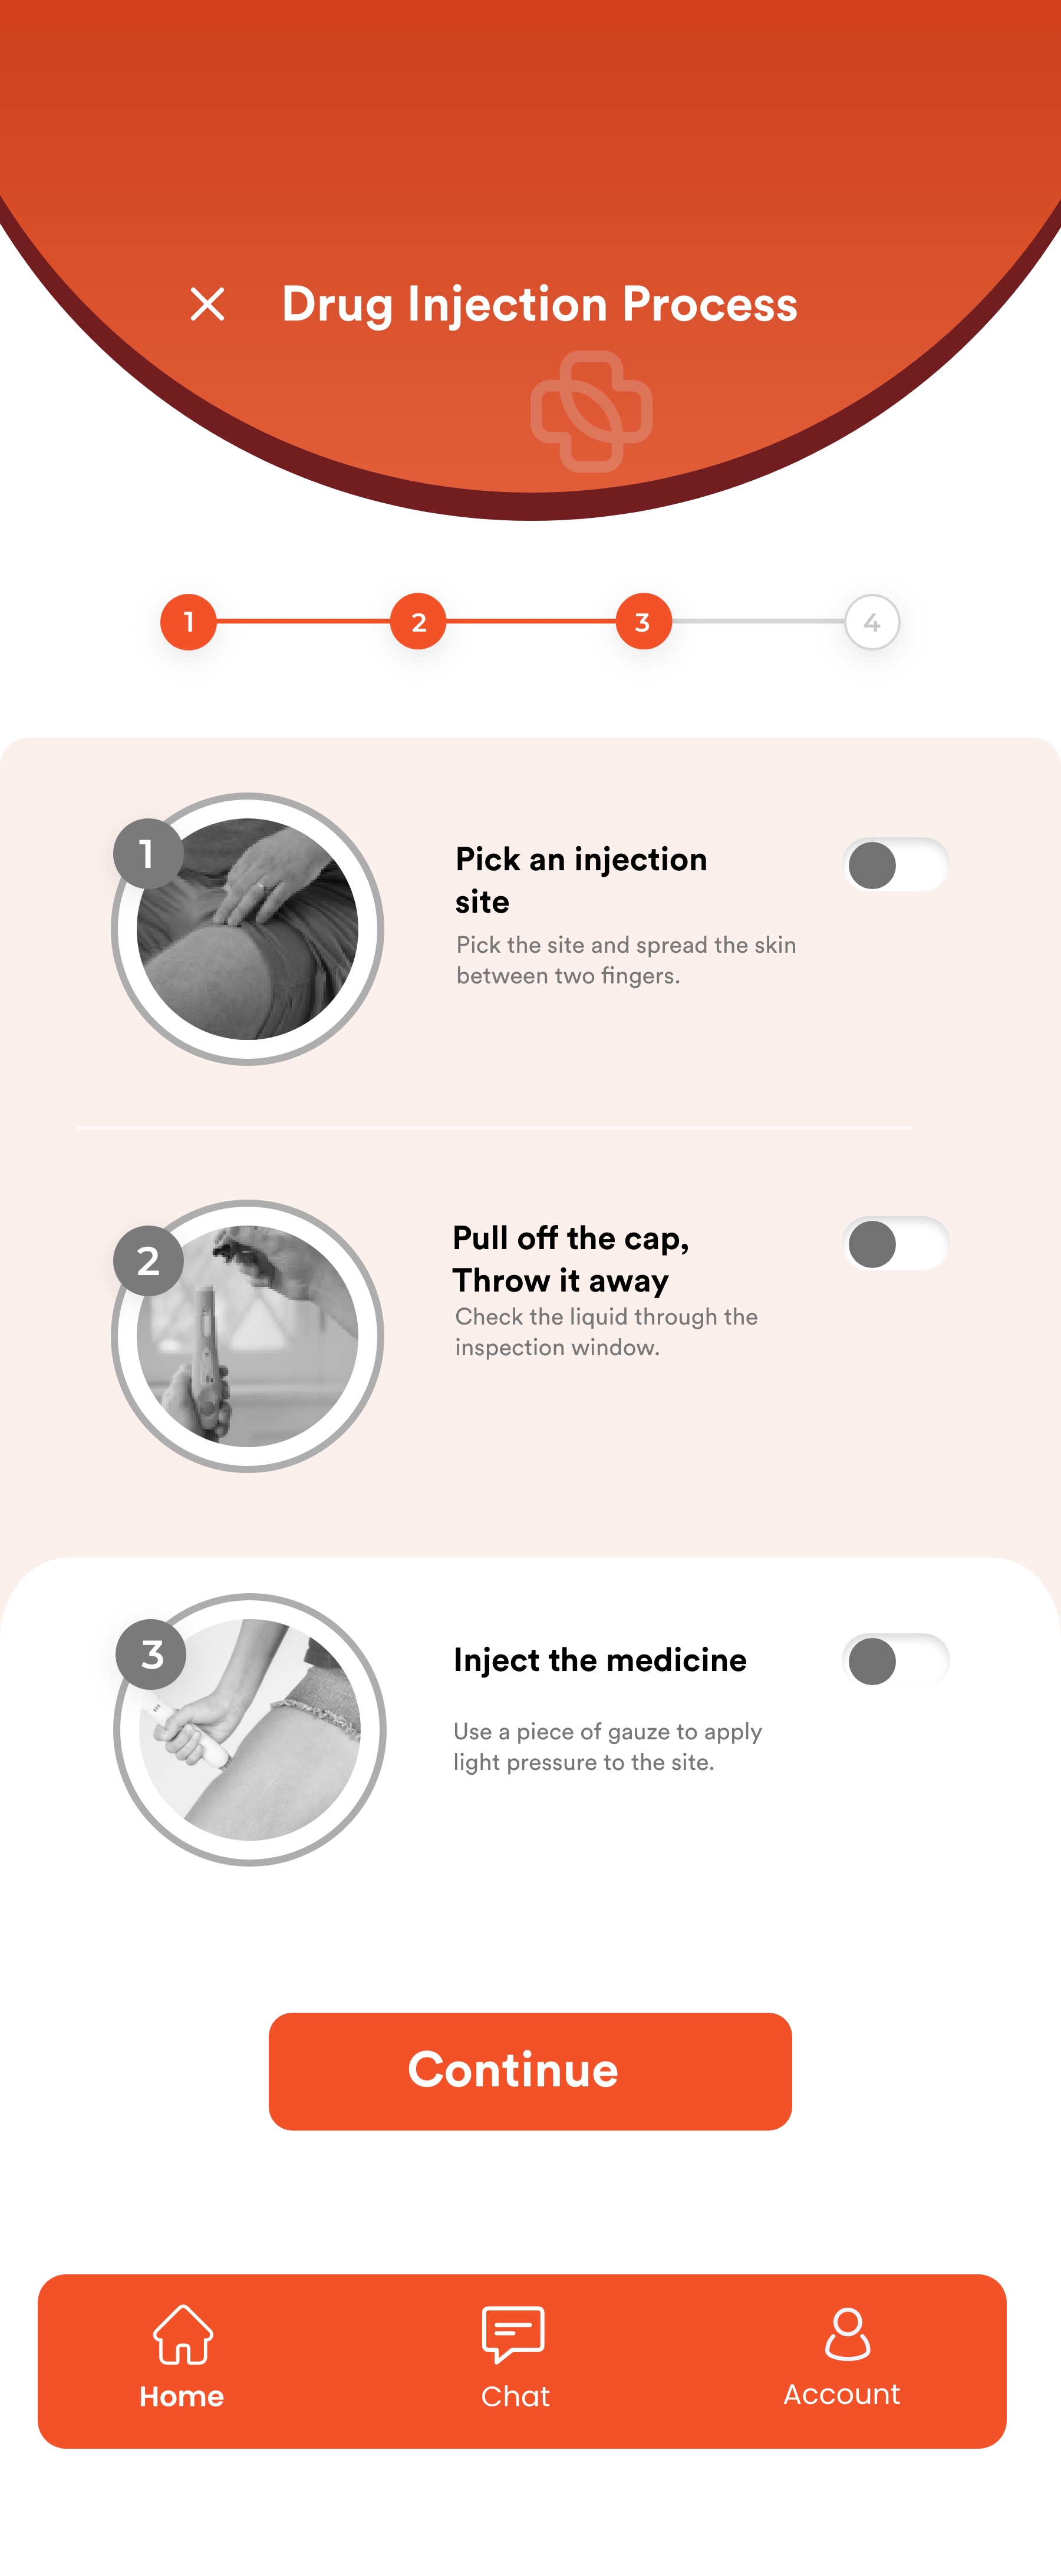 Drug Injection Process
1 2 3 4
1
Pick an injection
site
Pick the site and spread the skin
between two fingers.
2
Pull off the cap,
Throw it away
Check the liquid through the
inspection window.
3
Inject the medicine
Use a piece of gauze to apply
light pressure to the site.
Continue
Home Chat Account